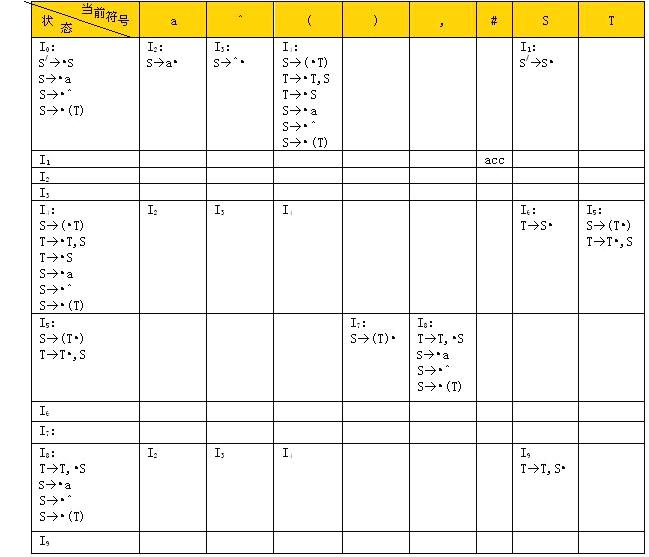 当前符号
状态
a ^ ( ) , # S T
I₀: I₂: I₃: I₄: I₁:
S′→•S S→a• S→^• S→(•T) S′→S•
S→•a T→•T,S
S→•^ T→•S
S→•(T) S→•a
S→•^
S→•(T)
I₁ acc
I₂
I₃
I₄: I₂ I₃ I₄ I₆: I₅:
S→(•T) T→S• S→(T•)
T→•T,S T→T•,S
T→•S
S→•a
S→•^
S→•(T)
I₅: I₇: I₈:
S→(T•) S→(T)• T→T,•S
T→T•,S S→•a
S→•^
S→•(T)
I₆
I₇:
I₈: I₂ I₃ I₄ I₉
T→T,•S T→T,S•
S→•a
S→•^
S→•(T)
I₉